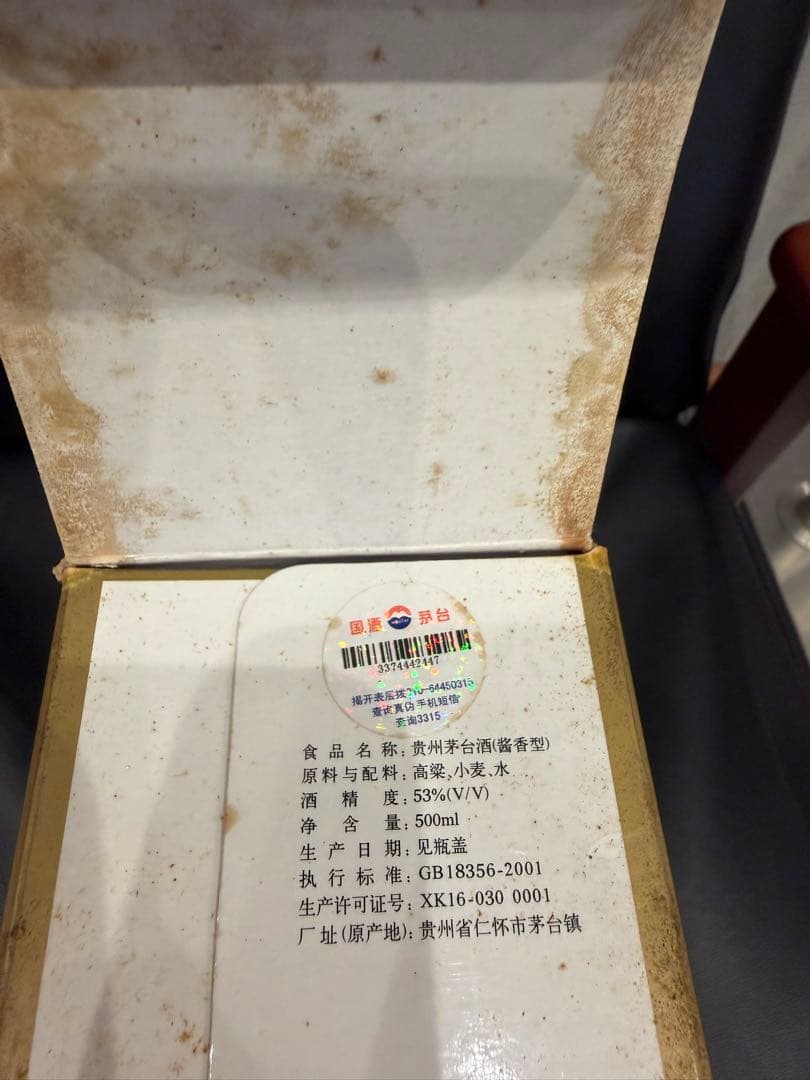 国酒 茅台
3374442447
揭开表层拨010-64450315
查询真伪手机短信
查询3315
食品名称：贵州茅台酒(酱香型)
原料与配料：高粱、小麦、水
酒精度：53%(V/V)
净含量：500ml
生产日期：见瓶盖
执行标准：GB18356-2001
生产许可证号：XK16-030 0001
厂址(原产地)：贵州省仁怀市茅台镇